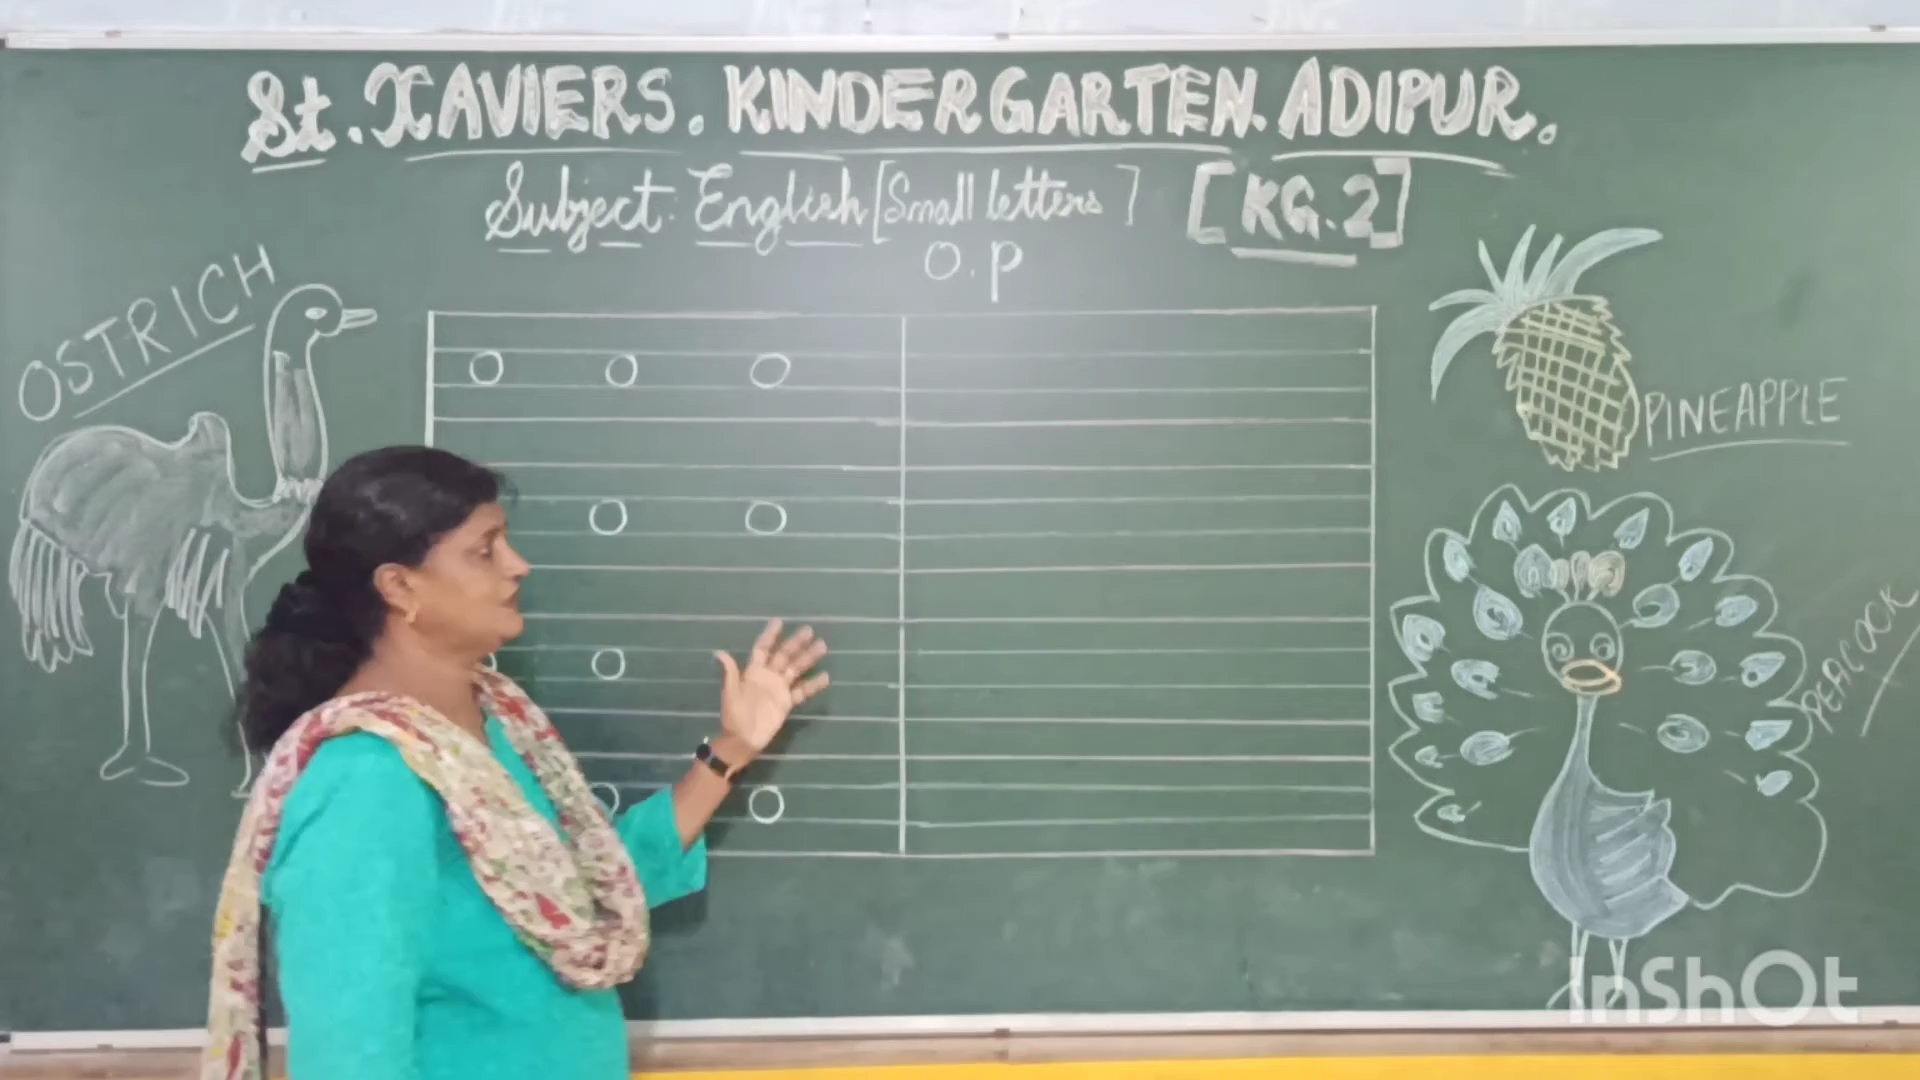 St. XAVIERS. KINDERGARTEN. ADIPUR.
Subject: English [Small letters] [KG.2]
o. p
OSTRICH
o o o
o o
o
o
PINEAPPLE
PEACOCK
InShOt